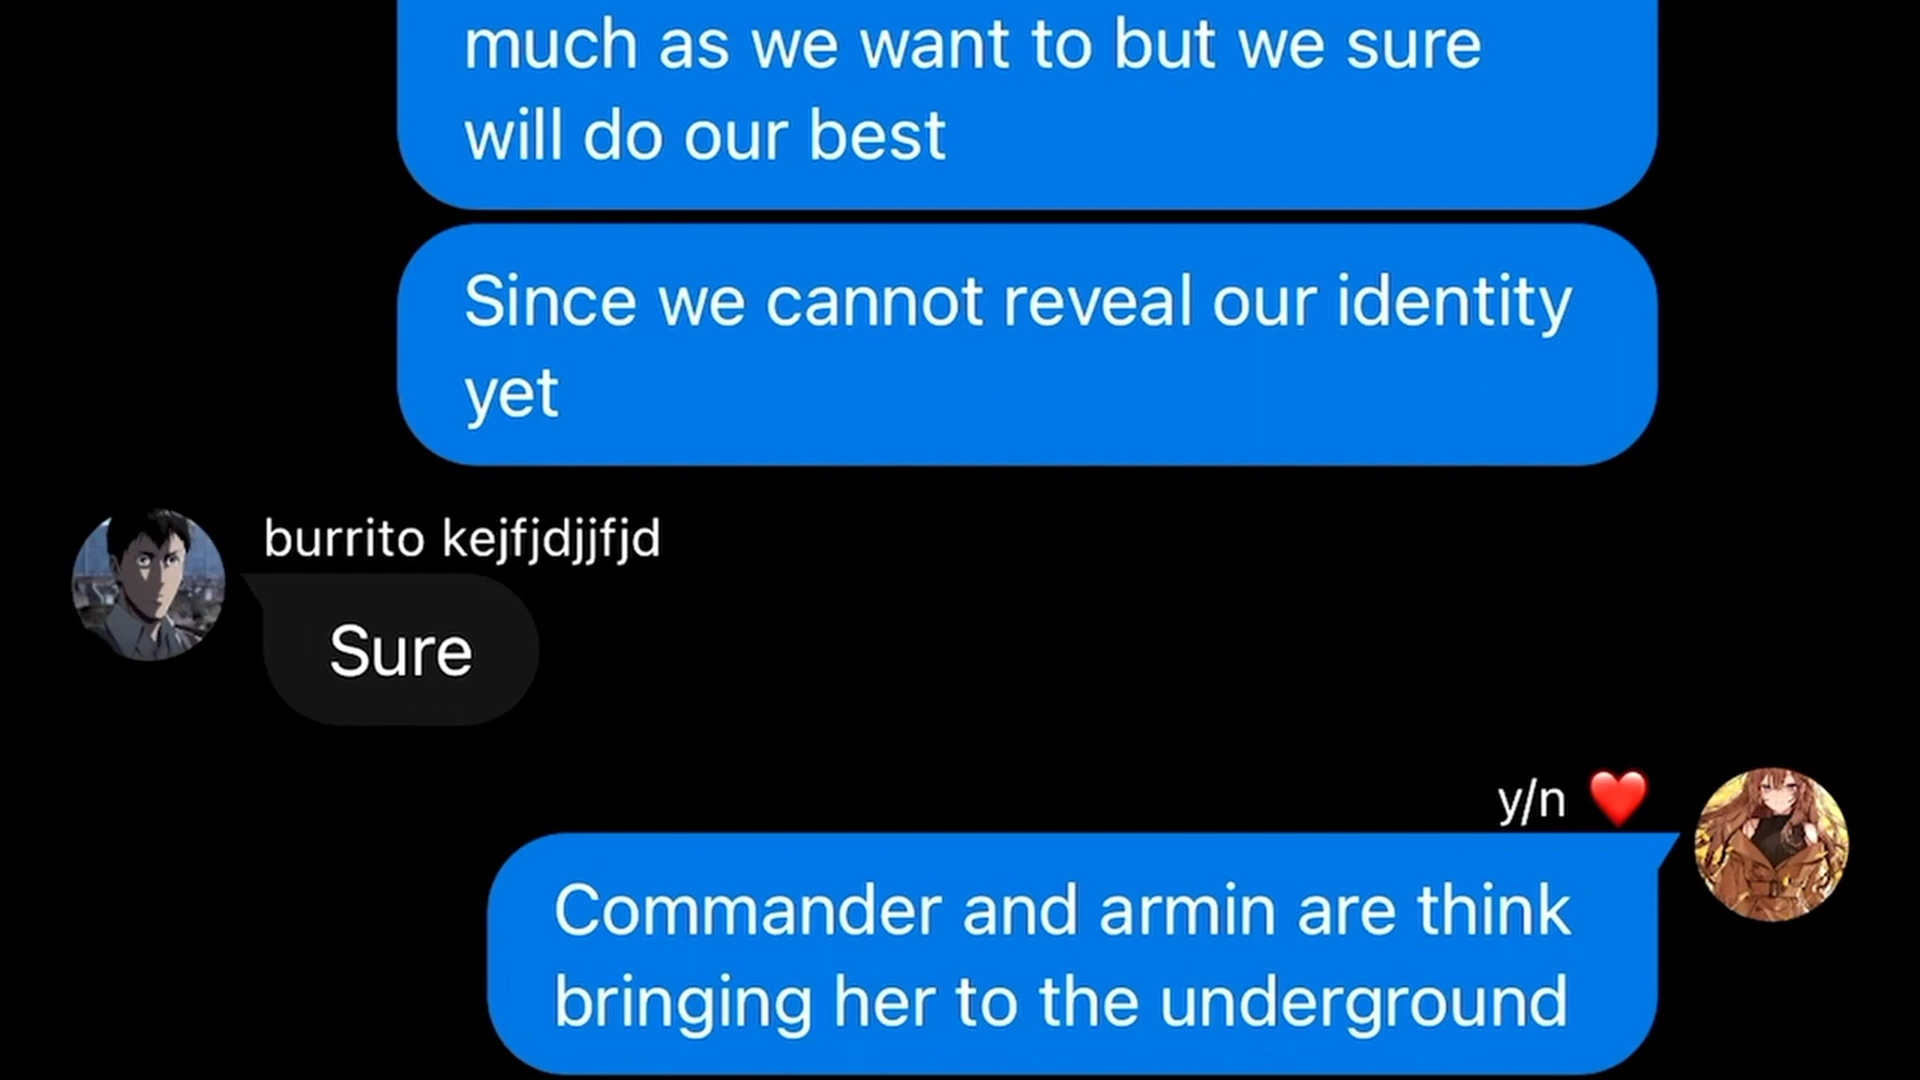 much as we want to but we sure
will do our best
Since we cannot reveal our identity
yet
burrito kejfjdjjfjd
Sure
y/n ❤️
Commander and armin are think
bringing her to the underground